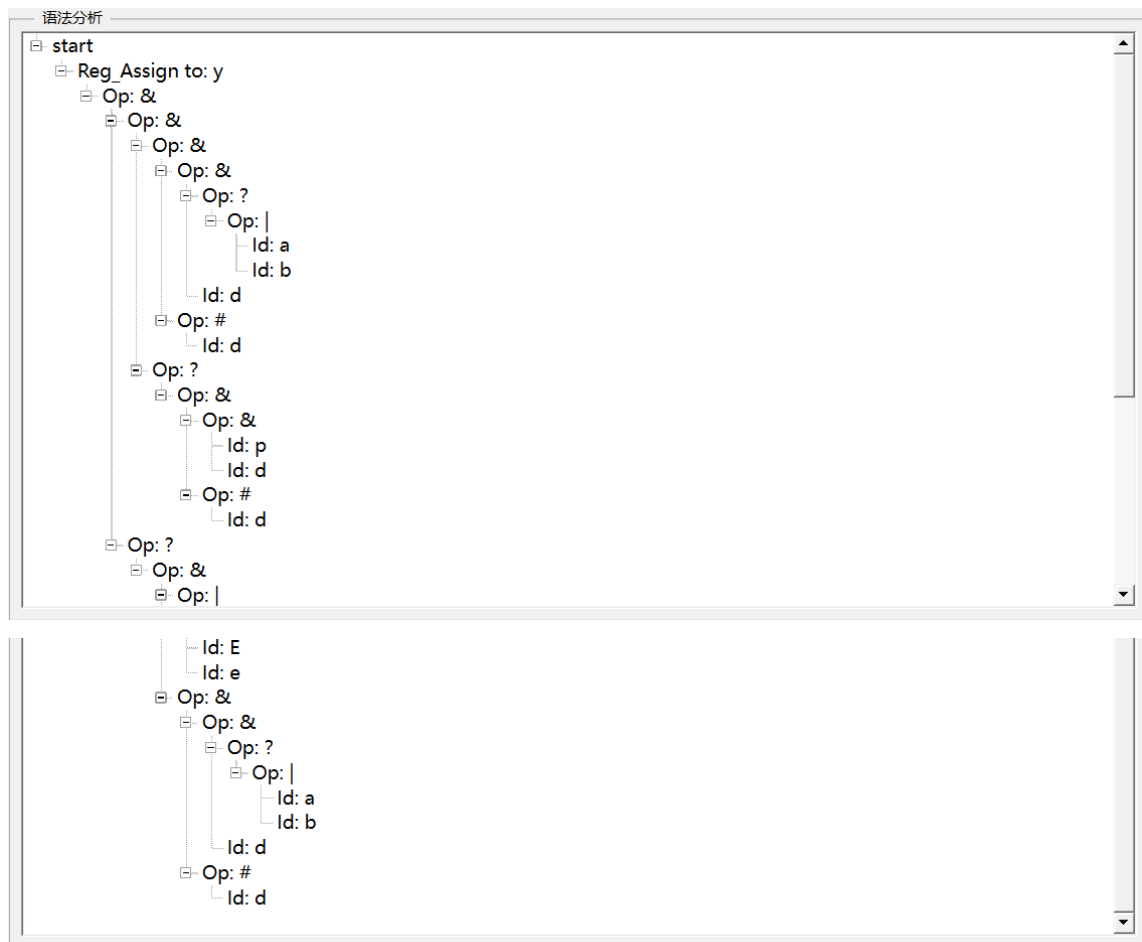 语法分析
start
Reg_Assign to: y
Op: &
Op: &
Op: &
Op: &
Op: ?
Op: |
Id: a
Id: b
Id: d
Op: #
Id: d
Op: ?
Op: &
Op: &
Id: p
Id: d
Op: #
Id: d
Op: ?
Op: &
Op: |
Id: E
Id: e
Op: &
Op: &
Op: ?
Op: |
Id: a
Id: b
Id: d
Op: #
Id: d